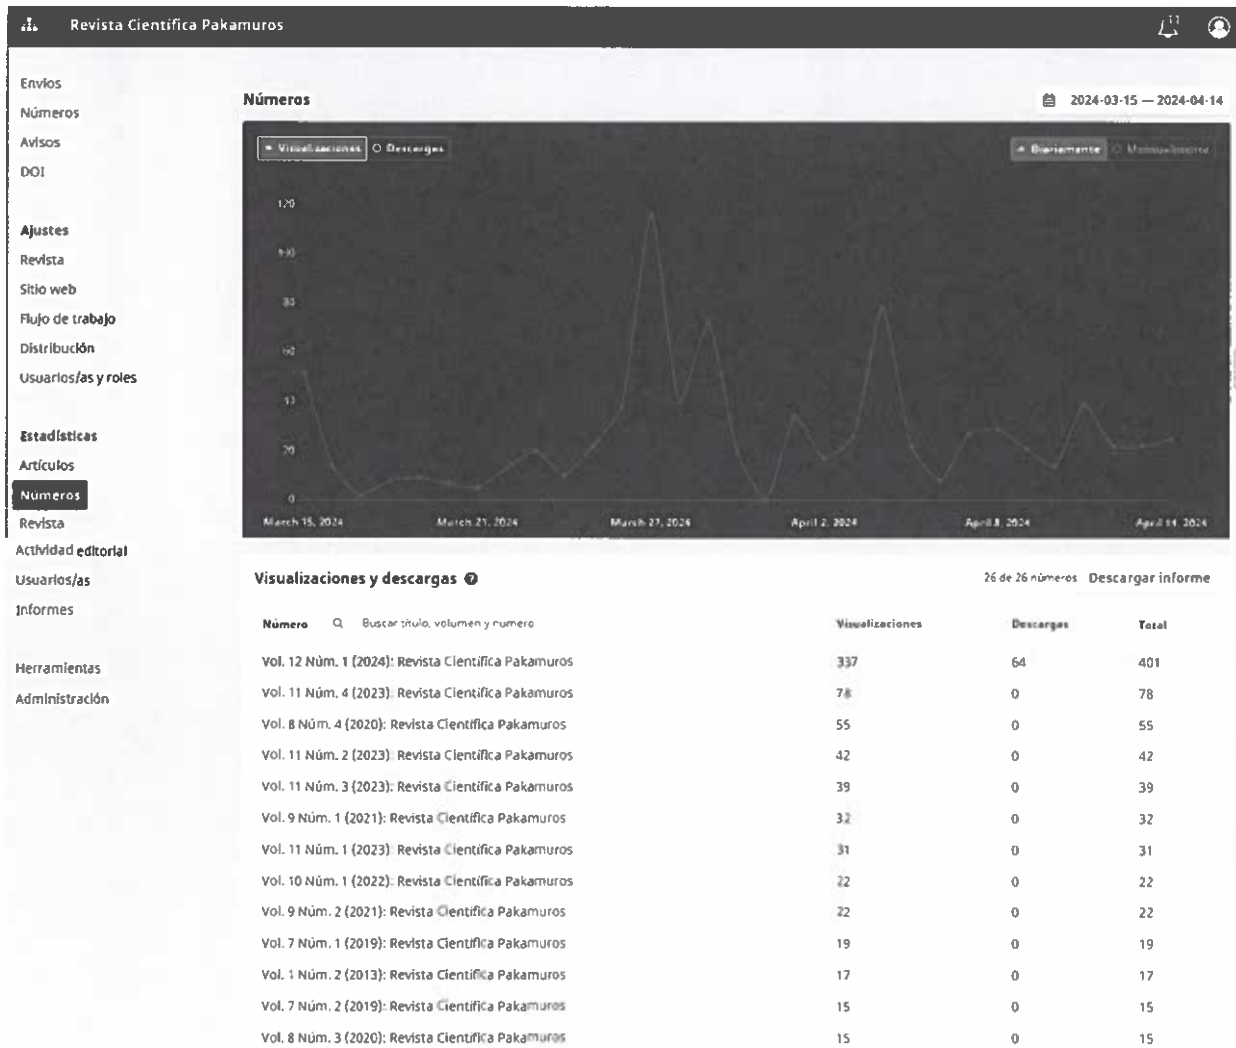 Revista Científica Pakamuros
11
Envíos
Números
Avisos
DOI
Ajustes
Revista
Sitio web
Flujo de trabajo
Distribución
Usuarios/as y roles
Estadísticas
Artículos
Números
Revista
Actividad editorial
Usuarios/as
Informes
Herramientas
Administración
Números
2024-03-15 — 2024-04-14
Visualizaciones Descargas
Diariamente Mensualmente
120
100
80
60
40
20
0
March 15, 2024 March 21, 2024 March 27, 2024 April 2, 2024 April 8, 2024 April 14, 2024
Visualizaciones y descargas
26 de 26 números Descargar informe
Número Buscar título, volumen y numero Visualizaciones Descargas Total
Vol. 12 Núm. 1 (2024): Revista Científica Pakamuros 337 64 401
Vol. 11 Núm. 4 (2023): Revista Científica Pakamuros 78 0 78
Vol. 8 Núm. 4 (2020): Revista Científica Pakamuros 55 0 55
Vol. 11 Núm. 2 (2023): Revista Científica Pakamuros 42 0 42
Vol. 11 Núm. 3 (2023): Revista Científica Pakamuros 39 0 39
Vol. 9 Núm. 1 (2021): Revista Científica Pakamuros 32 0 32
Vol. 11 Núm. 1 (2023): Revista Científica Pakamuros 31 0 31
Vol. 10 Núm. 1 (2022): Revista Científica Pakamuros 22 0 22
Vol. 9 Núm. 2 (2021): Revista Científica Pakamuros 22 0 22
Vol. 7 Núm. 1 (2019): Revista Científica Pakamuros 19 0 19
Vol. 1 Núm. 2 (2013): Revista Científica Pakamuros 17 0 17
Vol. 7 Núm. 2 (2019): Revista Científica Pakamuros 15 0 15
Vol. 8 Núm. 3 (2020): Revista Científica Pakamuros 15 0 15